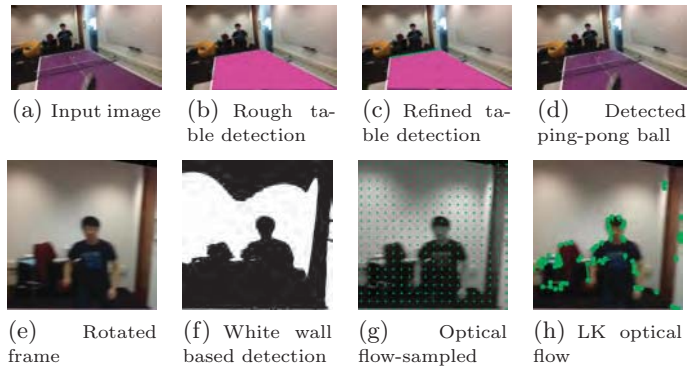 (a) Input image
(b) Rough ta-
ble detection
(c) Refined ta-
ble detection
(d) Detected
ping-pong ball
(e) Rotated
frame
(f) White wall
based detection
(g) Optical
flow-sampled
(h) LK optical
flow